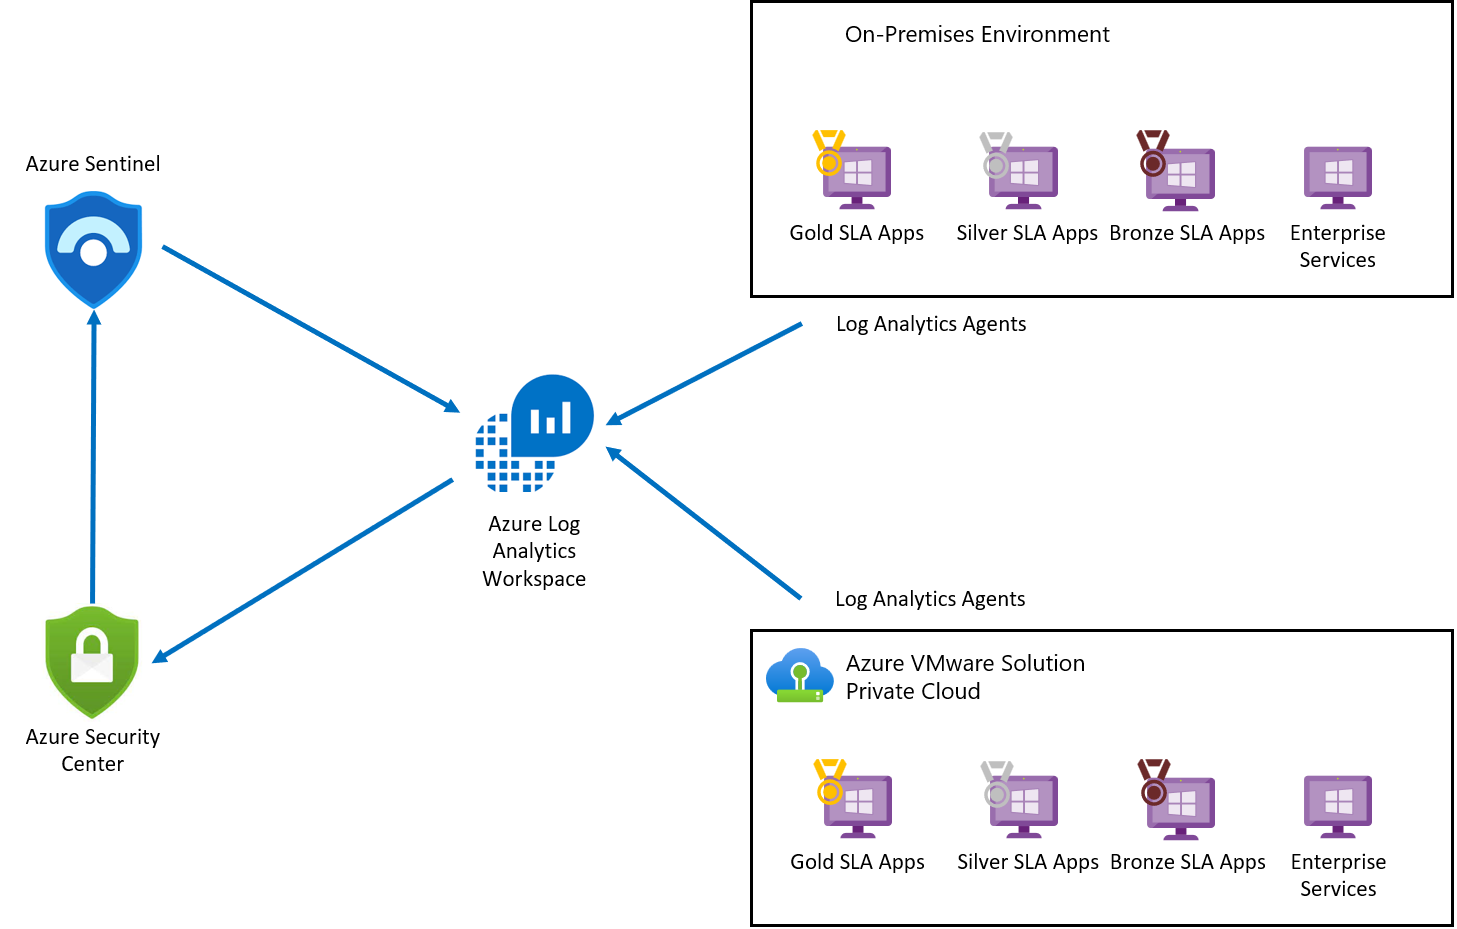 On-Premises Environment
Azure Sentinel
Gold SLA Apps
Silver SLA Apps
Bronze SLA Apps
Enterprise
Services
Log Analytics Agents
Azure Log
Analytics
Workspace
Log Analytics Agents
Azure VMware Solution
Private Cloud
Azure Security
Center
Gold SLA Apps
Silver SLA Apps
Bronze SLA Apps
Enterprise
Services